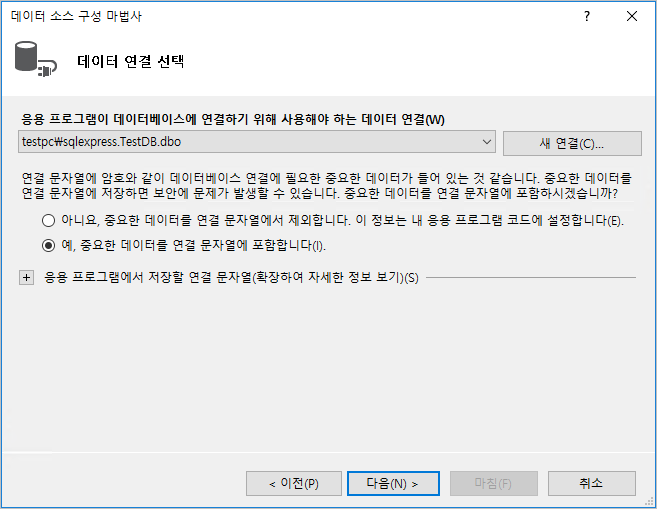 데이터 소스 구성 마법사
데이터 연결 선택
응용 프로그램이 데이터베이스에 연결하기 위해 사용해야 하는 데이터 연결(W)
testpc₩sqlexpress.TestDB.dbo
새 연결(C)...
연결 문자열에 암호와 같이 데이터베이스 연결에 필요한 중요한 데이터가 들어 있는 것 같습니다. 중요한 데이터를
연결 문자열에 저장하면 보안에 문제가 발생할 수 있습니다. 중요한 데이터를 연결 문자열에 포함하시겠습니까?
아니요, 중요한 데이터를 연결 문자열에서 제외합니다. 이 정보는 내 응용 프로그램 코드에 설정합니다(E).
예, 중요한 데이터를 연결 문자열에 포함합니다(I).
응용 프로그램에서 저장할 연결 문자열(확장하여 자세한 정보 보기)(S)
< 이전(P)
다음(N) >
마침(F)
취소